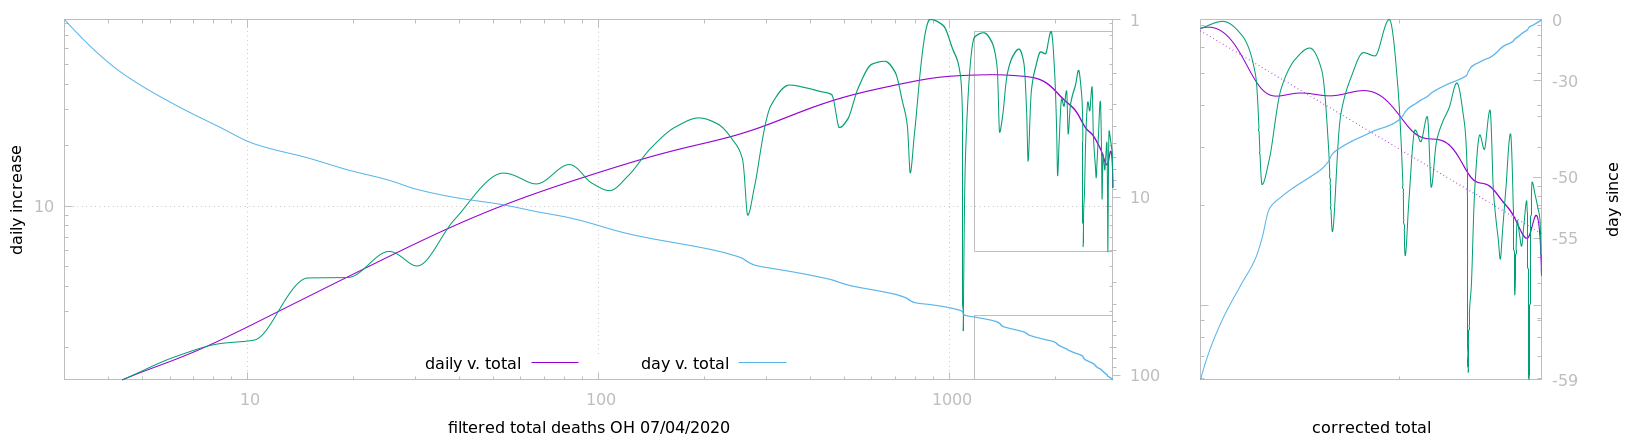 daily increase
10
daily v. total
day v. total
10
100
1000
filtered total deaths OH 07/04/2020
1
10
100
0
-30
-50
-55
-59
day since
corrected total